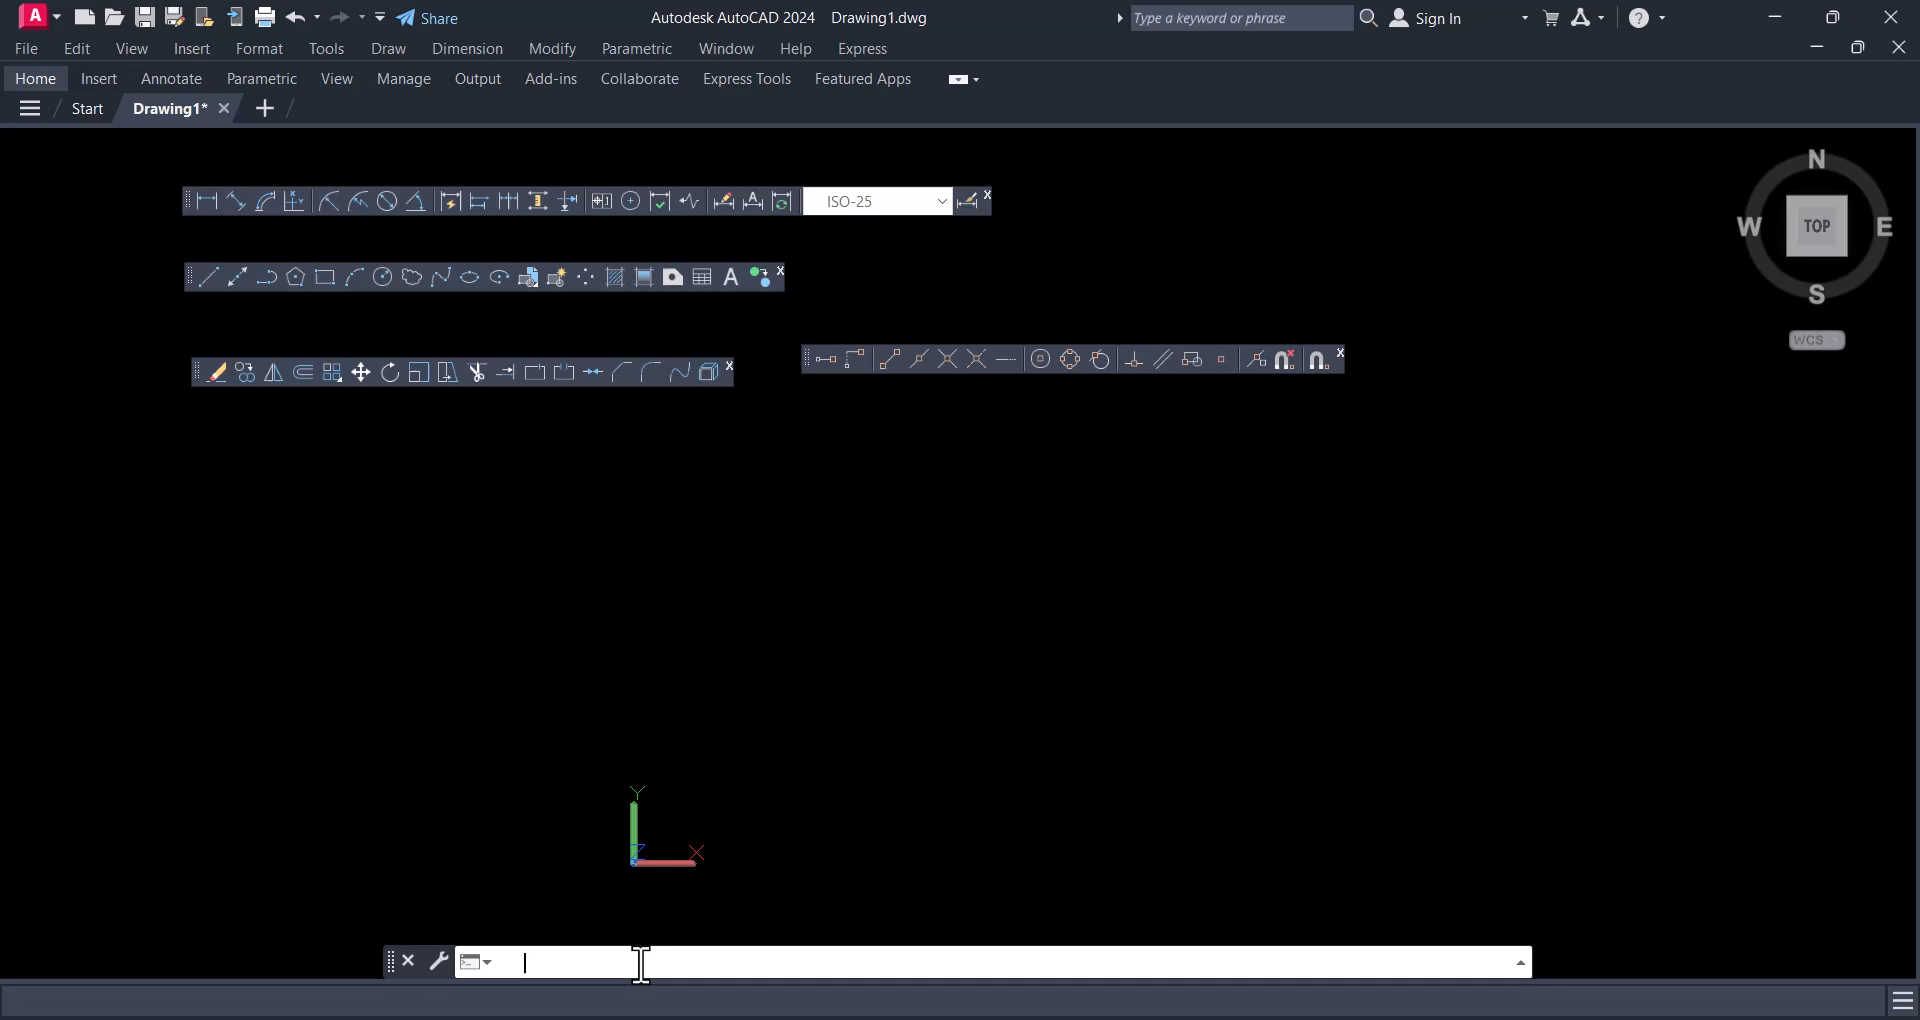 A Share Autodesk AutoCAD 2024 Drawing1.dwg Type a keyword or phrase Sign In
File Edit View Insert Format Tools Draw Dimension Modify Parametric Window Help Express
Home Insert Annotate Parametric View Manage Output Add-ins Collaborate Express Tools Featured Apps
Start Drawing1*
N
W TOP E
S
WCS
ISO-25
A
Y
X